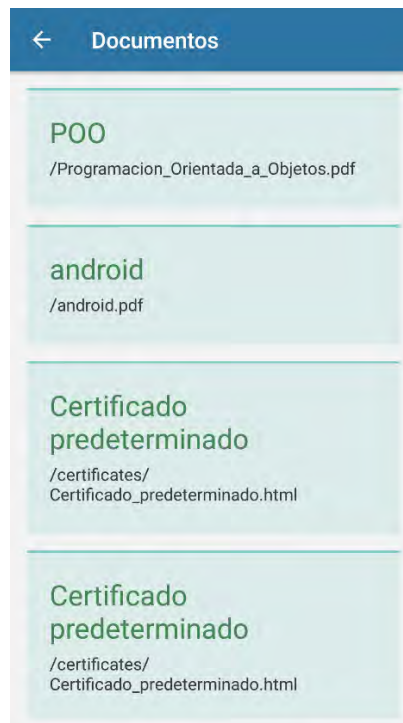 Documentos
POO
/Programacion_Orientada_a_Objetos.pdf
android
/android.pdf
Certificado
predeterminado
/certificates/
Certificado_predeterminado.html
Certificado
predeterminado
/certificates/
Certificado_predeterminado.html